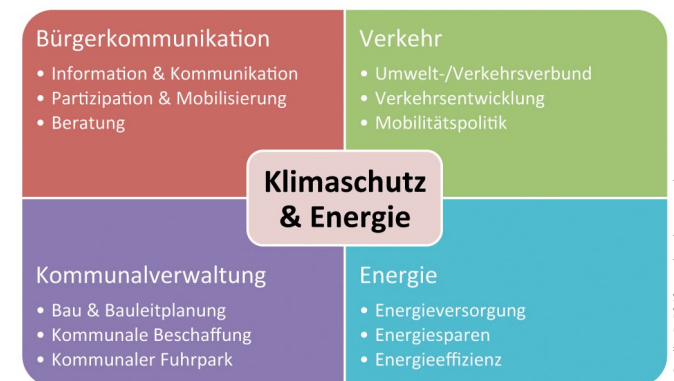 Bürgerkommunikation
• Information & Kommunikation
• Partizipation & Mobilisierung
• Beratung
Verkehr
• Umwelt-/Verkehrsverbund
• Verkehrsentwicklung
• Mobilitätspolitik
Klimaschutz
& Energie
Kommunalverwaltung
• Bau & Bauleitplanung
• Kommunale Beschaffung
• Kommunaler Fuhrpark
Energie
• Energieversorgung
• Energiesparen
• Energieeffizienz